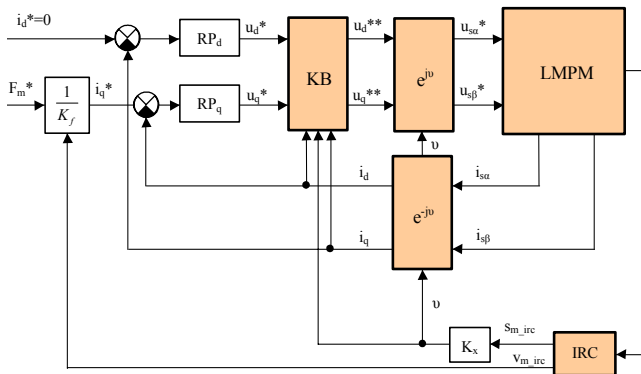 i_d*=0
RP_d
u_d*
KB
u_d**
e^jυ
u_sα*
LMPM
F_m*
1
K_f
i_q*
RP_q
u_q*
u_q**
u_sβ*
υ
i_d
e^-jυ
i_sα
i_q
i_sβ
υ
K_x
s_m_irc
IRC
v_m_irc